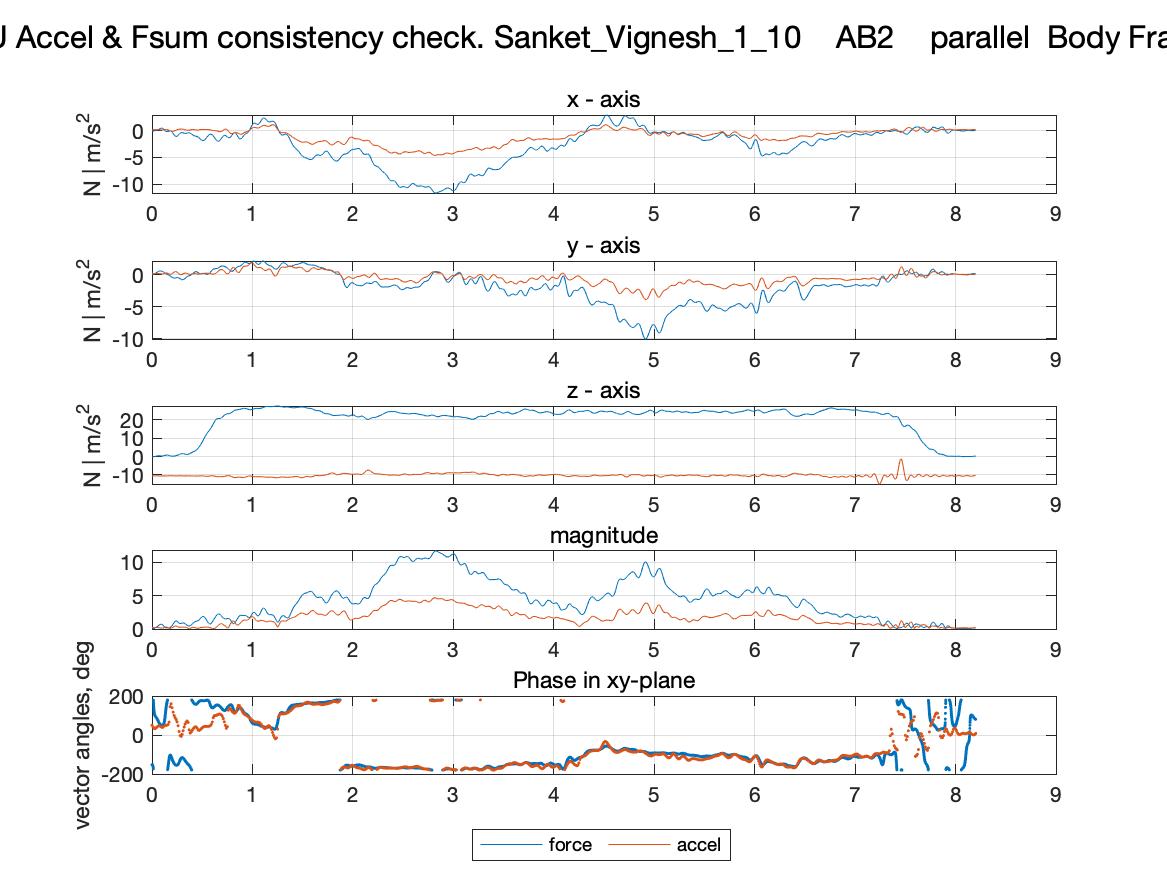 J Accel & Fsum consistency check. Sanket_Vignesh_1_10 AB2 parallel Body Fra
x - axis
N | m/s²
0
-5
-10
0 1 2 3 4 5 6 7 8 9
y - axis
N | m/s²
0
-5
-10
0 1 2 3 4 5 6 7 8 9
z - axis
N | m/s²
20
10
0
-10
0 1 2 3 4 5 6 7 8 9
magnitude
10
5
0
0 1 2 3 4 5 6 7 8 9
Phase in xy-plane
vector angles, deg
200
0
-200
0 1 2 3 4 5 6 7 8 9
force accel